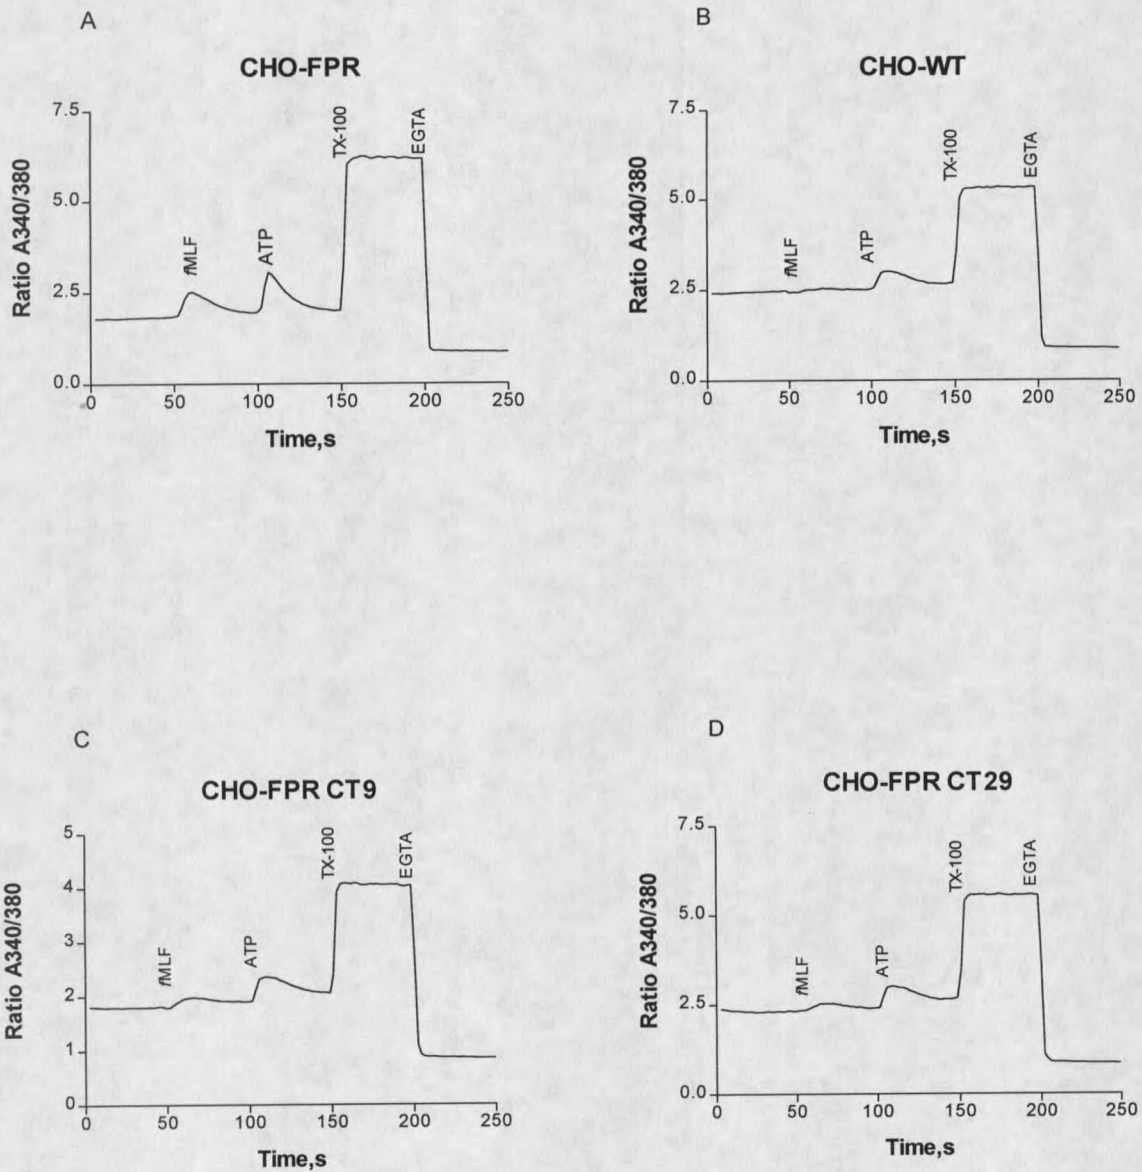 A
CHO-FPR
7.5
5.0
2.5
0.0
Ratio A340/380
fMLF
ATP
TX-100
EGTA
0 50 100 150 200 250
Time,s
B
CHO-WT
7.5
5.0
2.5
0.0
Ratio A340/380
fMLF
ATP
TX-100
EGTA
0 50 100 150 200 250
Time,s
C
CHO-FPR CT9
5
4
3
2
1
0
Ratio A340/380
fMLF
ATP
TX-100
EGTA
0 50 100 150 200 250
Time,s
D
CHO-FPR CT29
7.5
5.0
2.5
0.0
Ratio A340/380
fMLF
ATP
TX-100
EGTA
0 50 100 150 200 250
Time,s